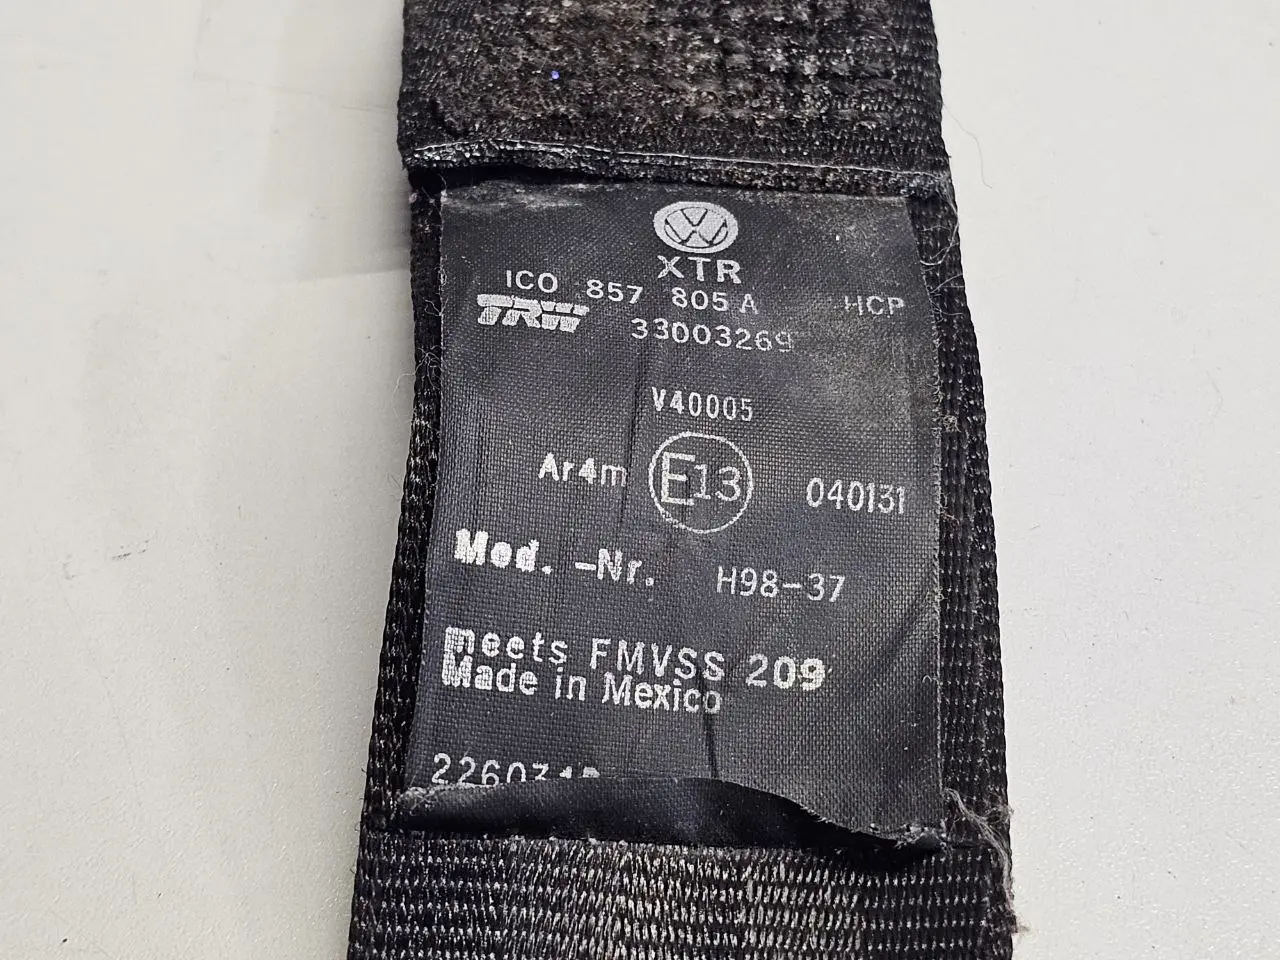 XTR
1C0 857 805 A HCP
TRW 33003269
V40005
Ar4m E13 040131
Mod. -Nr. H98-37
meets FMVSS 209
Made in Mexico